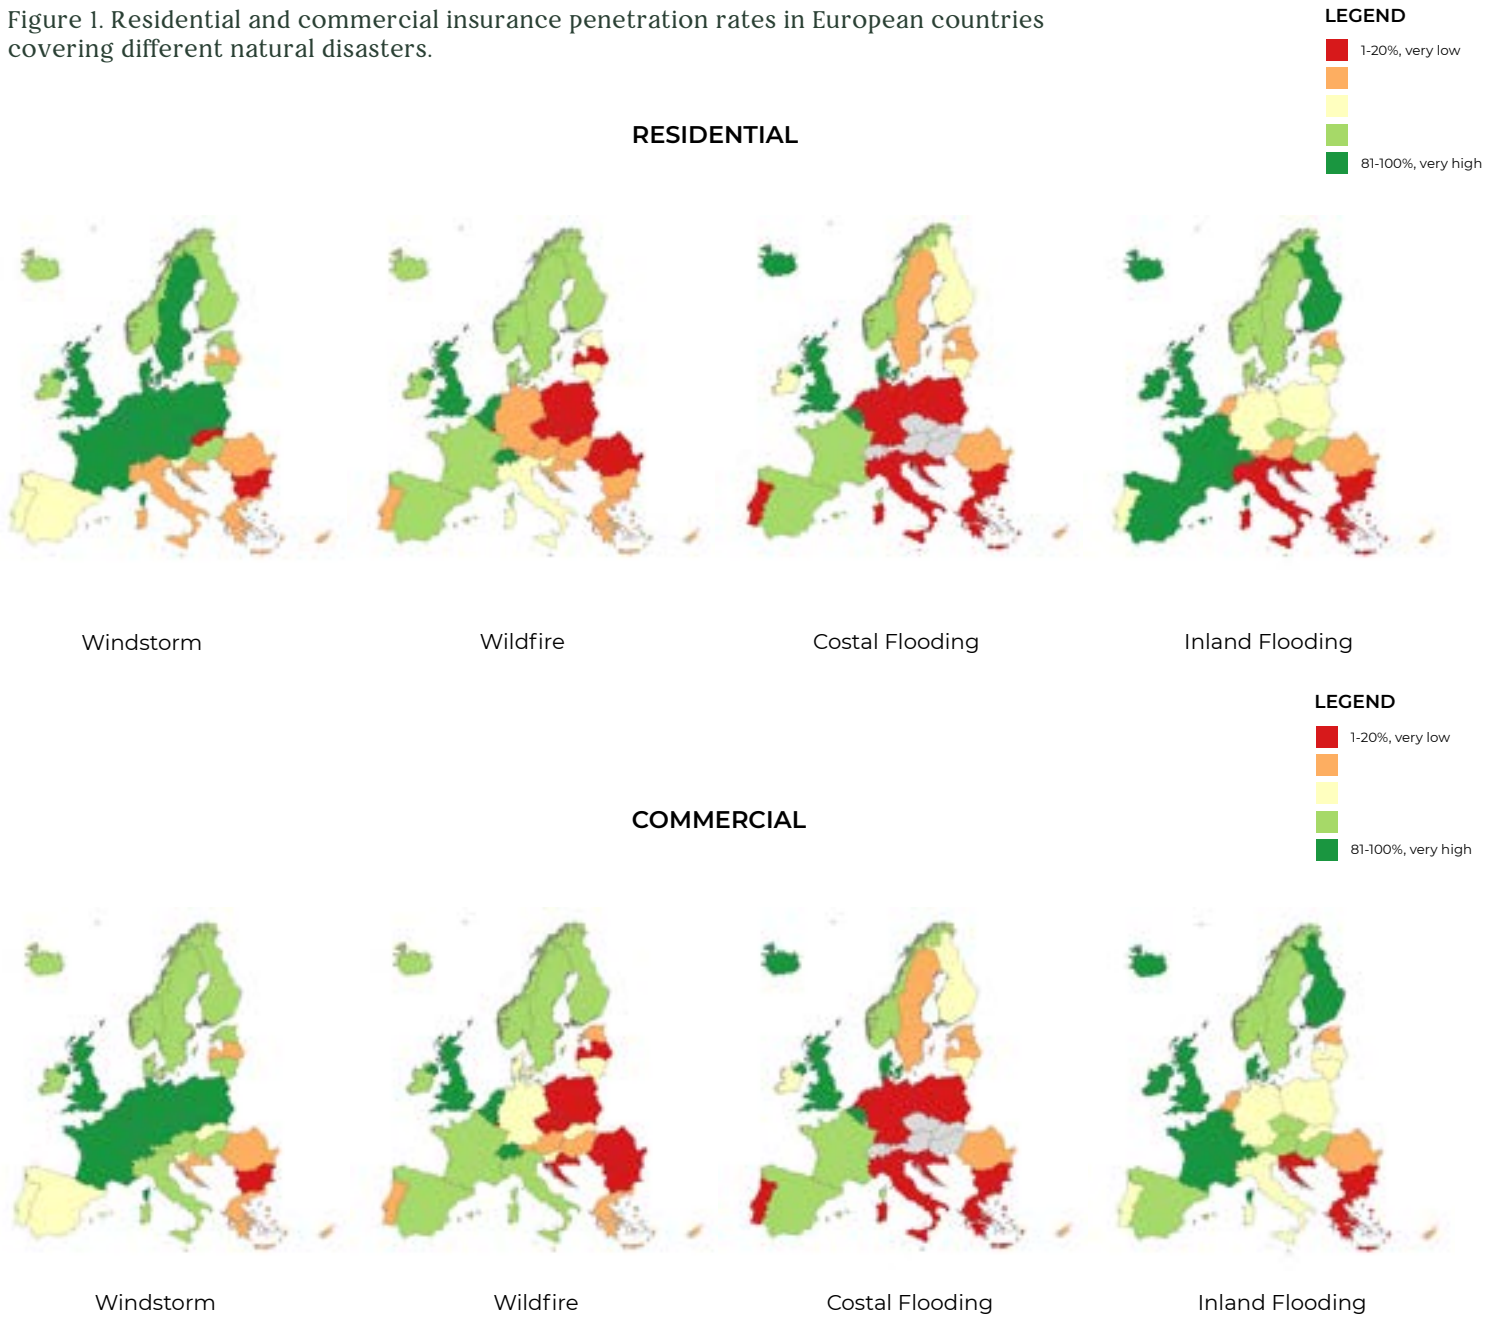 Figure 1. Residential and commercial insurance penetration rates in European countries
covering different natural disasters.
LEGEND
1-20%, very low
81-100%, very high
RESIDENTIAL
Windstorm
Wildfire
Costal Flooding
Inland Flooding
LEGEND
1-20%, very low
81-100%, very high
COMMERCIAL
Windstorm
Wildfire
Costal Flooding
Inland Flooding